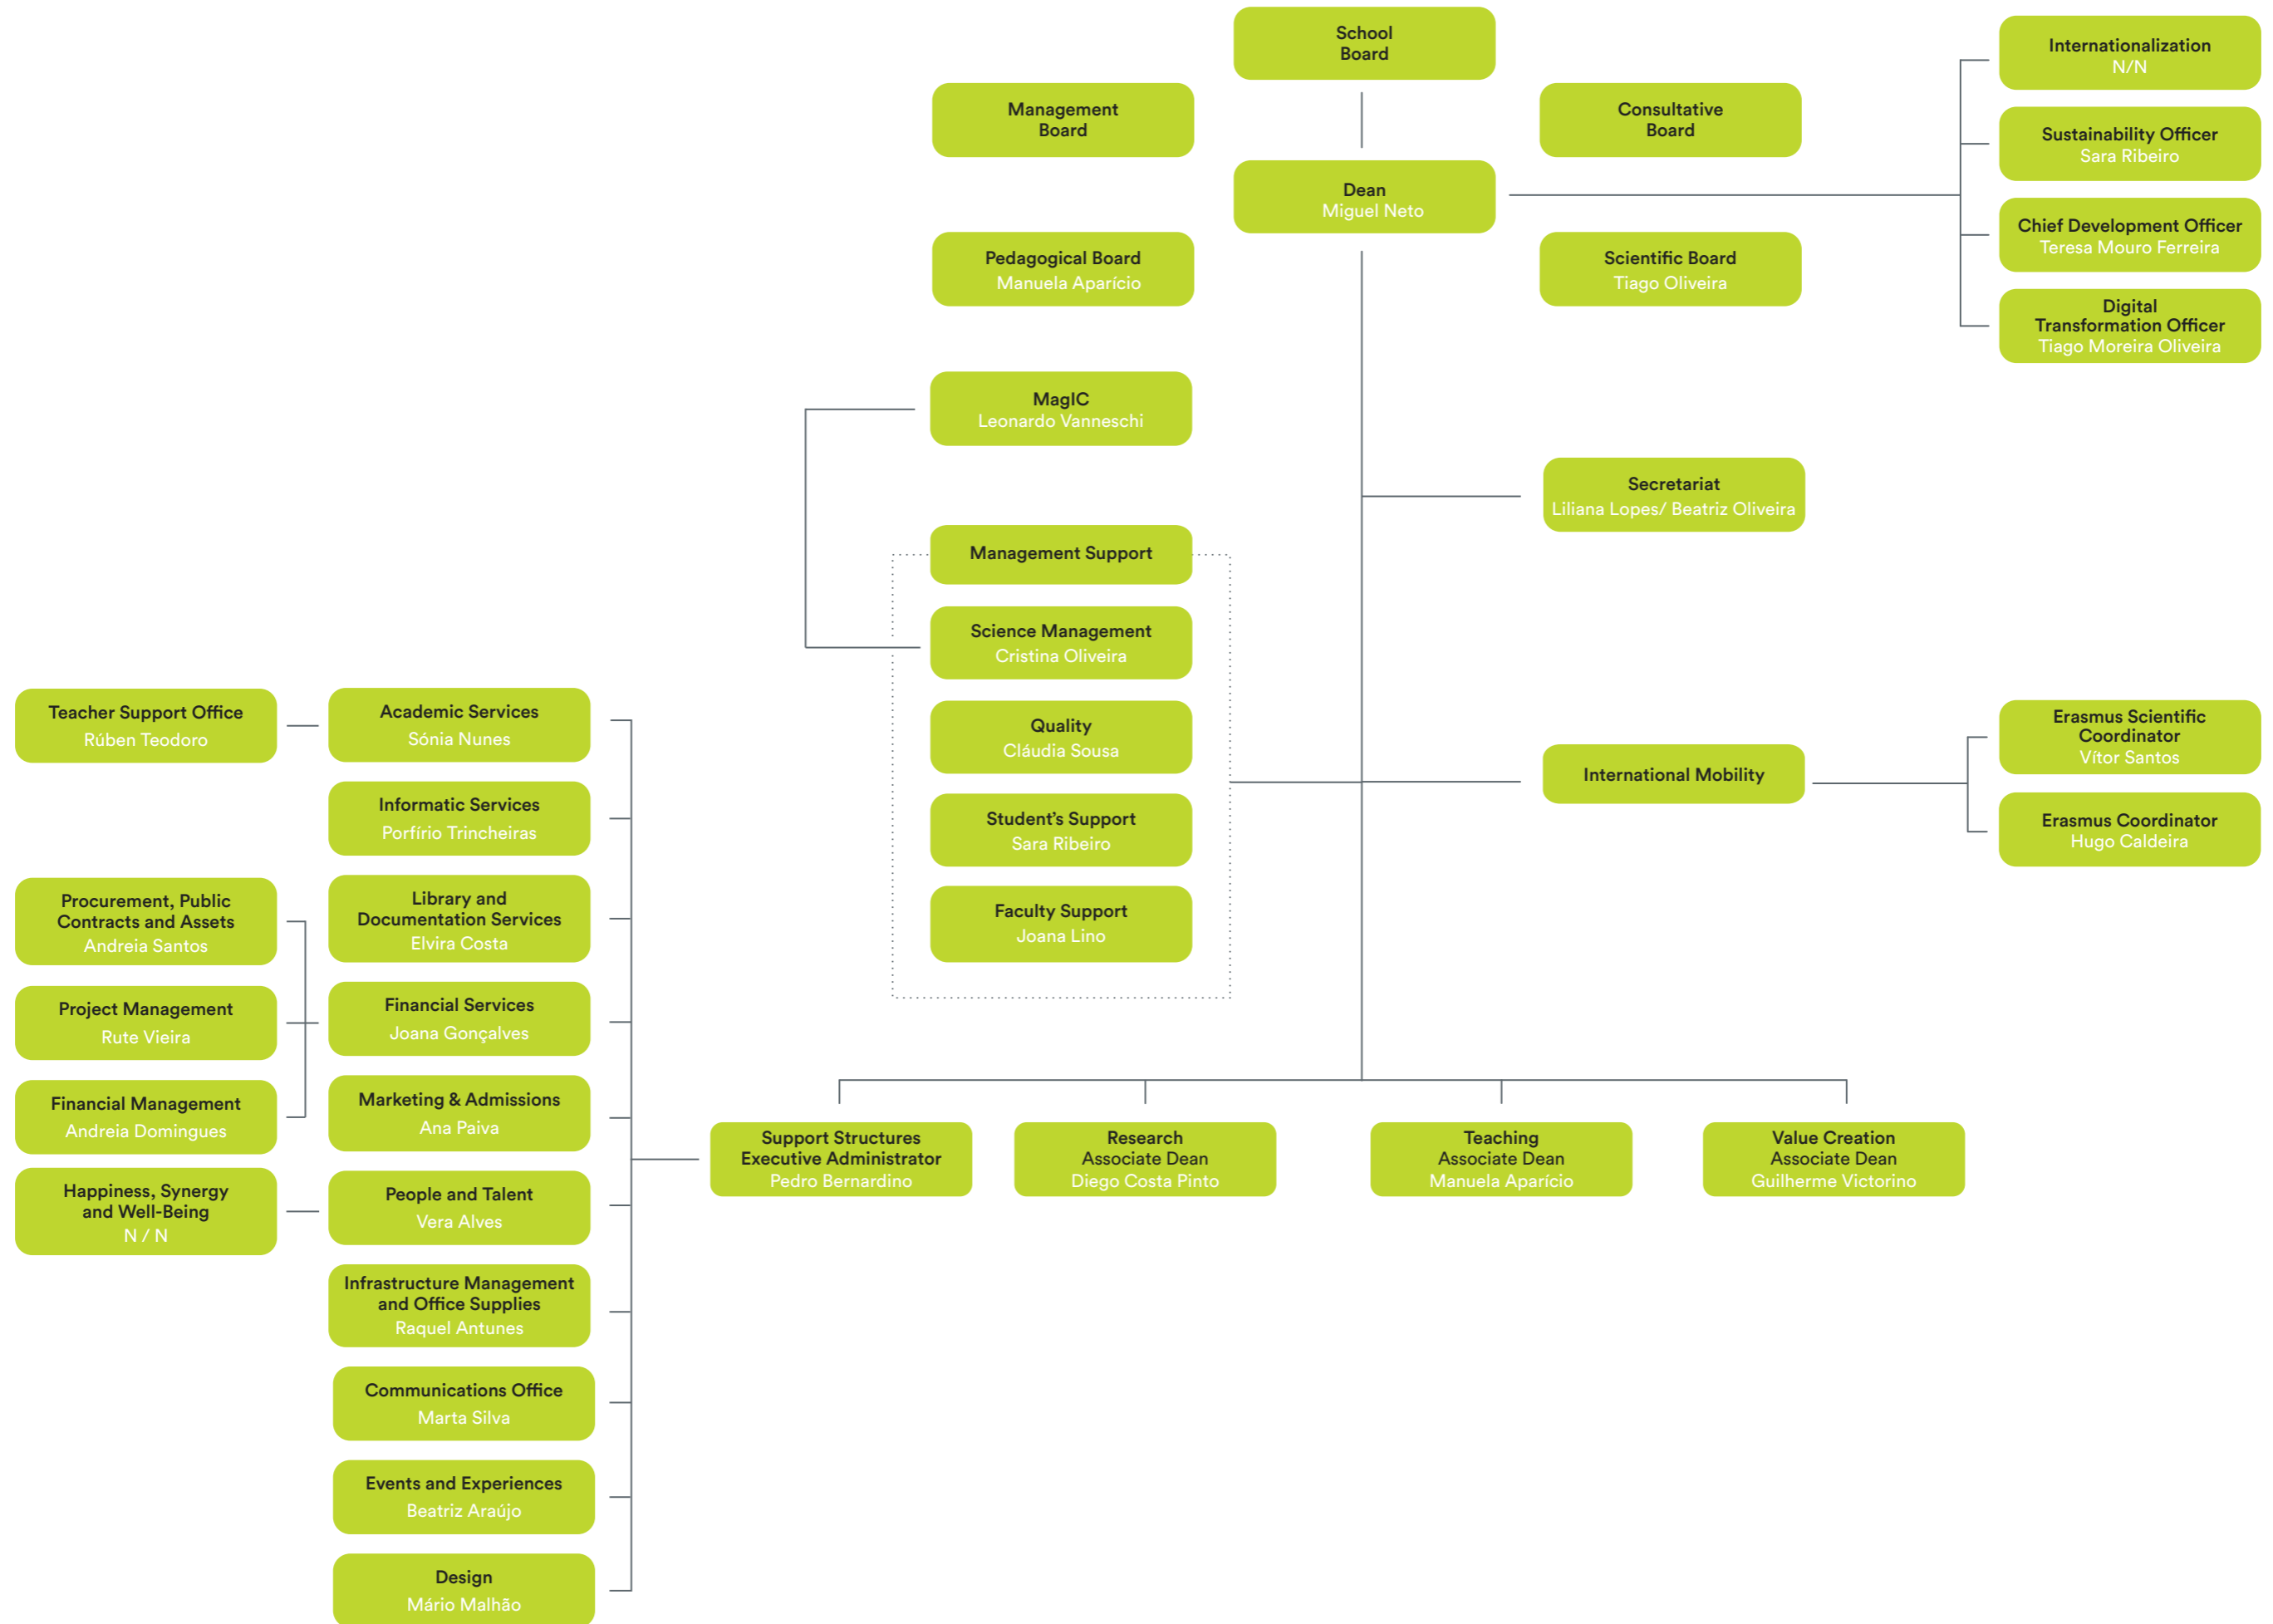 School
Board
Management
Board
Consultative
Board
Dean
Miguel Neto
Pedagogical Board
Manuela Aparício
Scientific Board
Tiago Oliveira
Internationalization
N/N
Sustainability Officer
Sara Ribeiro
Chief Development Officer
Teresa Mouro Ferreira
Digital
Transformation Officer
Tiago Moreira Oliveira
MagIC
Leonardo Vanneschi
Secretariat
Liliana Lopes/ Beatriz Oliveira
Management Support
Science Management
Cristina Oliveira
Quality
Cláudia Sousa
Student’s Support
Sara Ribeiro
Faculty Support
Joana Lino
International Mobility
Erasmus Scientific
Coordinator
Vítor Santos
Erasmus Coordinator
Hugo Caldeira
Teacher Support Office
Rúben Teodoro
Academic Services
Sónia Nunes
Informatic Services
Porfírio Trincheiras
Procurement, Public
Contracts and Assets
Andreia Santos
Library and
Documentation Services
Elvira Costa
Project Management
Rute Vieira
Financial Services
Joana Gonçalves
Financial Management
Andreia Domingues
Marketing & Admissions
Ana Paiva
Happiness, Synergy
and Well-Being
N / N
People and Talent
Vera Alves
Infrastructure Management
and Office Supplies
Raquel Antunes
Communications Office
Marta Silva
Events and Experiences
Beatriz Araújo
Design
Mário Malhão
Support Structures
Executive Administrator
Pedro Bernardino
Research
Associate Dean
Diego Costa Pinto
Teaching
Associate Dean
Manuela Aparício
Value Creation
Associate Dean
Guilherme Victorino